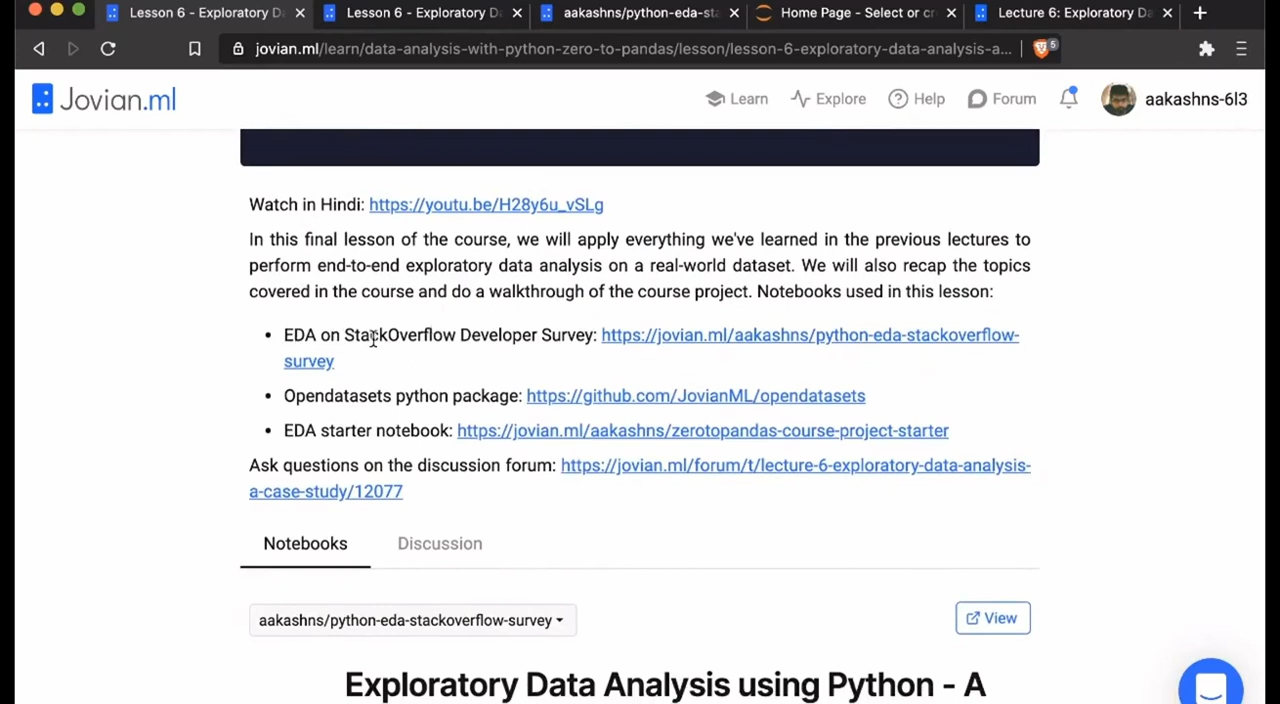 Lesson 6 - Exploratory D
Lesson 6 - Exploratory D
aakashns/python-eda-sta
Home Page - Select or cr
Lecture 6: Exploratory Da
jovian.ml/learn/data-analysis-with-python-zero-to-pandas/lesson/lesson-6-exploratory-data-analysis-a...
5
Jovian.ml
Learn
Explore
Help
Forum
aakashns-6l3
Watch in Hindi: https://youtu.be/H28y6u_vSLg
In this final lesson of the course, we will apply everything we've learned in the previous lectures to
perform end-to-end exploratory data analysis on a real-world dataset. We will also recap the topics
covered in the course and do a walkthrough of the course project. Notebooks used in this lesson:
• EDA on StackOverflow Developer Survey: https://jovian.ml/aakashns/python-eda-stackoverflow-
survey
• Opendatasets python package: https://github.com/JovianML/opendatasets
• EDA starter notebook: https://jovian.ml/aakashns/zerotopandas-course-project-starter
Ask questions on the discussion forum: https://jovian.ml/forum/t/lecture-6-exploratory-data-analysis-
a-case-study/12077
Notebooks
Discussion
aakashns/python-eda-stackoverflow-survey
View
Exploratory Data Analysis using Python - A